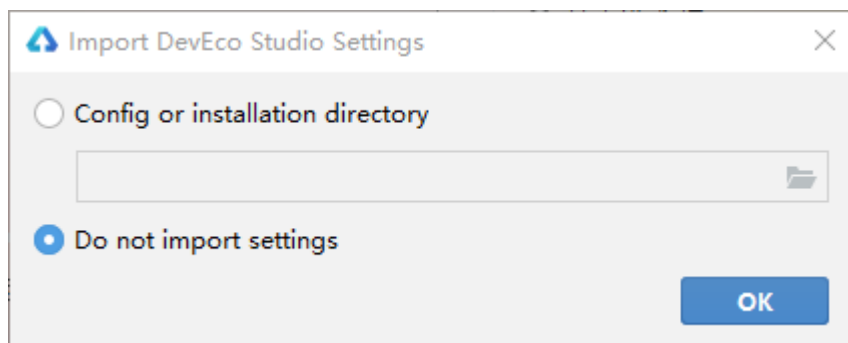 Import DevEco Studio Settings
Config or installation directory
Do not import settings
OK